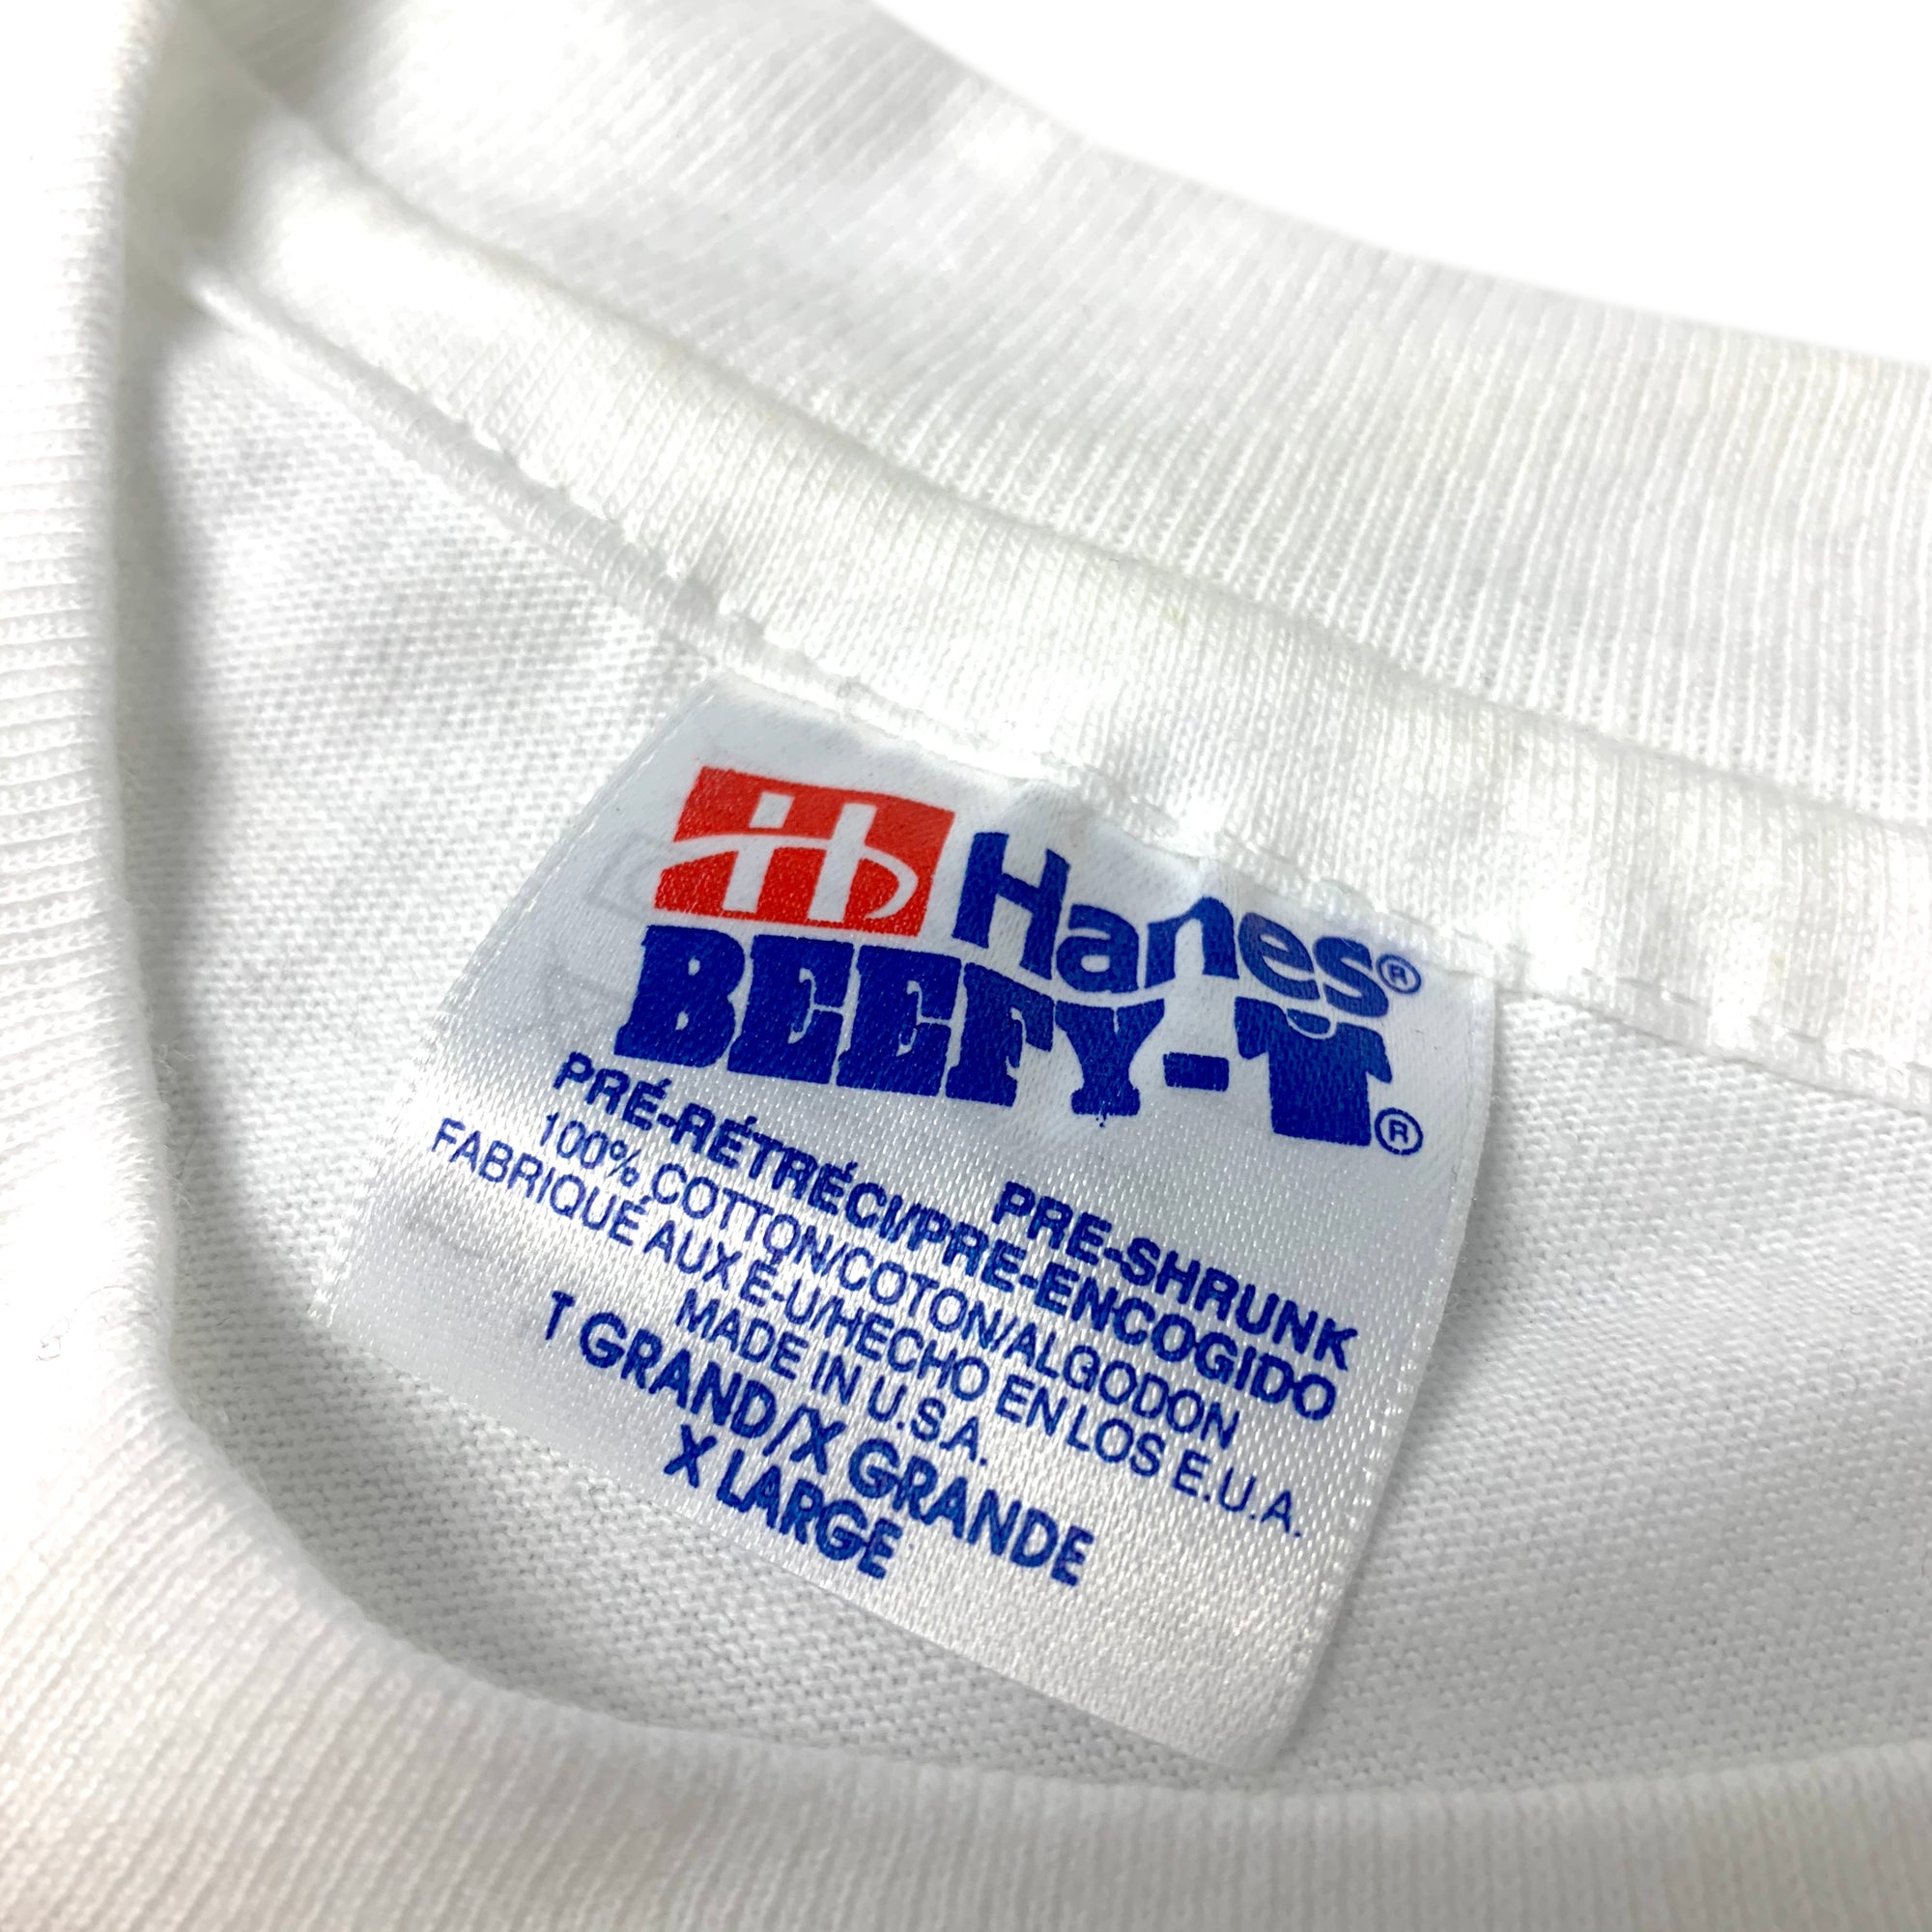 H Hanes®
BEEFY-T®
PRE-SHRUNK
PRÉ-RÉTRÉCI/PRE-ENCOGIDO
100% COTTON/COTON/ALGODON
FABRIQUÉ AUX É-U/HECHO EN LOS E.U.A.
MADE IN U.S.A.
T GRAND/X GRANDE
X LARGE